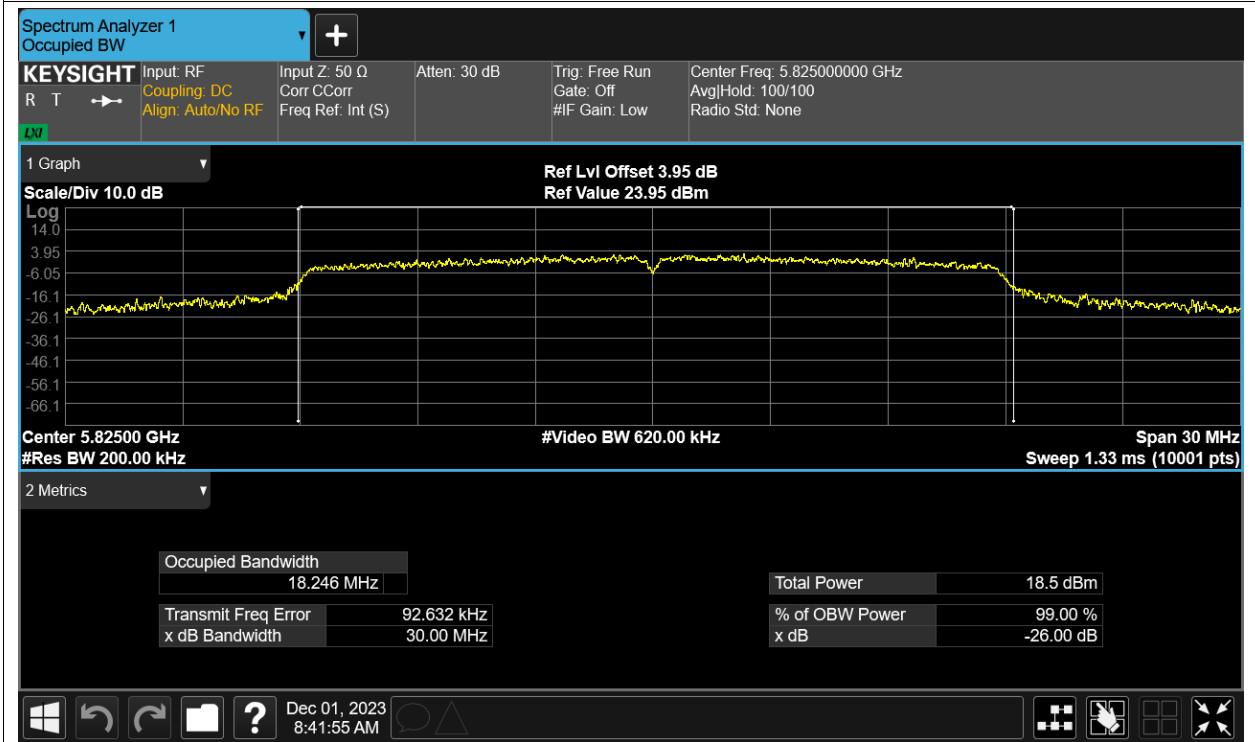 Spectrum Analyzer 1
Occupied BW
KEYSIGHT
R T
LXI
Input: RF
Coupling: DC
Align: Auto/No RF
Input Z: 50 Ω
Corr CCorr
Freq Ref: Int (S)
Atten: 30 dB
Trig: Free Run
Gate: Off
#IF Gain: Low
Center Freq: 5.825000000 GHz
Avg|Hold: 100/100
Radio Std: None
1 Graph
Scale/Div 10.0 dB
Ref Lvl Offset 3.95 dB
Ref Value 23.95 dBm
Log
14.0
3.95
-6.05
-16.1
-26.1
-36.1
-46.1
-56.1
-66.1
Center 5.82500 GHz
#Res BW 200.00 kHz
#Video BW 620.00 kHz
Span 30 MHz
Sweep 1.33 ms (10001 pts)
2 Metrics
Occupied Bandwidth
18.246 MHz
Transmit Freq Error 92.632 kHz
x dB Bandwidth 30.00 MHz
Total Power 18.5 dBm
% of OBW Power 99.00 %
x dB -26.00 dB
?
Dec 01, 2023
8:41:55 AM